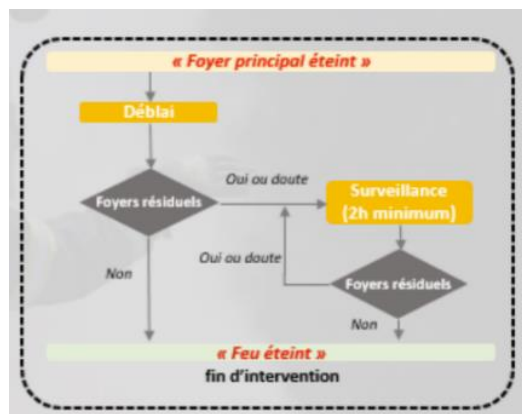 « Foyer principal éteint »
Déblai
Foyers résiduels
Oui ou doute
Surveillance
(2h minimum)
Non
Oui ou doute
Foyers résiduels
Non
« Feu éteint »
fin d'intervention